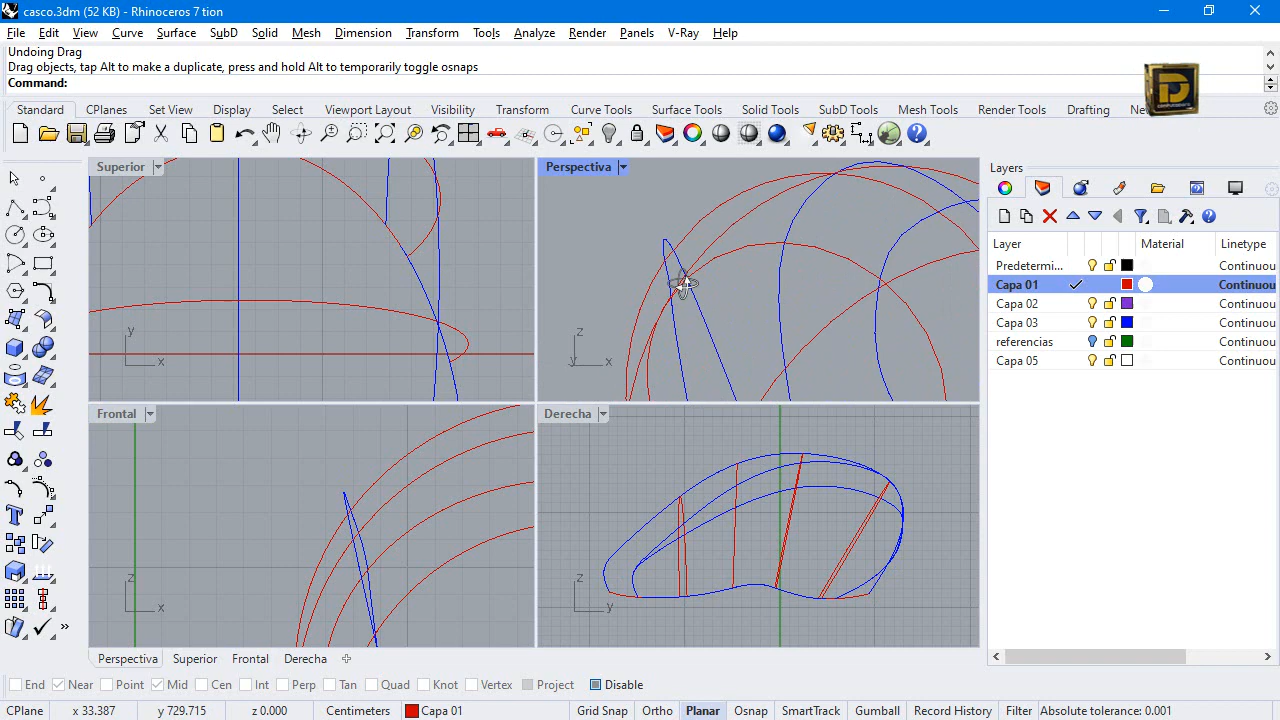 casco.3dm (52 KB) - Rhinoceros 7 tion
File Edit View Curve Surface SubD Solid Mesh Dimension Transform Tools Analyze Render Panels V-Ray Help
Undoing Drag
Drag objects, tap Alt to make a duplicate, press and hold Alt to temporarily toggle osnaps
Command:
Standard CPlanes Set View Display Select Viewport Layout Visibility Transform Curve Tools Surface Tools Solid Tools SubD Tools Mesh Tools Render Tools Drafting
Superior
Perspectiva
Layers
Layer Material Linetype
Predetermi... Continuou
Capa 01 Continuou
Capa 02 Continuou
Capa 03 Continuou
referencias Continuou
Capa 05 Continuou
y
x
z
y
x
Frontal
Derecha
z
x
z
y
Perspectiva Superior Frontal Derecha
End Near Point Mid Cen Int Perp Tan Quad Knot Vertex Project Disable
CPlane x 33.387 y 729.715 z 0.000 Centimeters Capa 01 Grid Snap Ortho Planar Osnap SmartTrack Gumball Record History Filter Absolute tolerance: 0.001